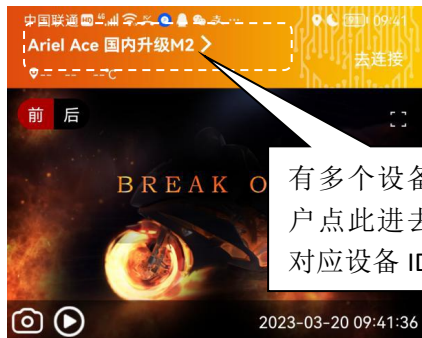 中国联通 HD 09:41
Ariel Ace 国内升级M2 >
去连接
-- -- --℃
前 后
BREAK O
有多个设备
户点此进去
对应设备 ID
2023-03-20 09:41:36